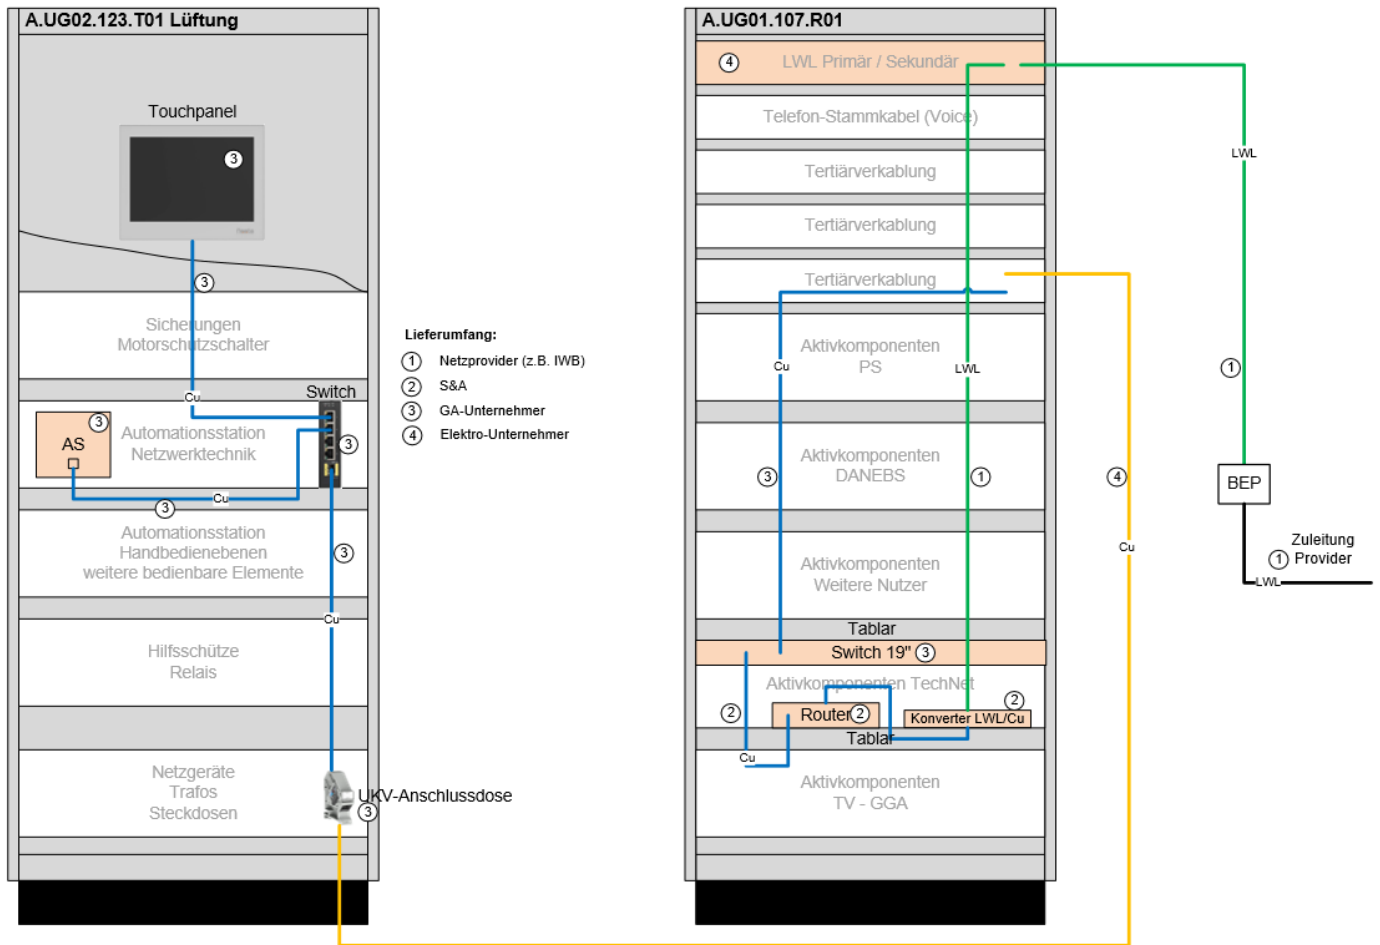 A.UG02.123.T01 Lüftung
Touchpanel
3
3
Sicherungen
Motorschutzschalter
Cu
Switch
AS
3
Automationsstation
Netzwerktechnik
3
Cu
3
Automationsstation
Handbedienebenen
weitere bedienbare Elemente
3
Cu
Hilfsschütze
Relais
Netzgeräte
Trafos
Steckdosen
UKV-Anschlussdose
3
Lieferumfang:
1 Netzprovider (z.B. IWB)
2 S&A
3 GA-Unternehmer
4 Elektro-Unternehmer
A.UG01.107.R01
4 LWL Primär / Sekundär
Telefon-Stammkabel (Voice)
Tertiärverkablung
Tertiärverkablung
Tertiärverkablung
Aktivkomponenten
PS
Cu
LWL
Aktivkomponenten
DANEBS
3
1
Aktivkomponenten
Weitere Nutzer
Tablar
Switch 19" 3
Aktivkomponenten TechNet
2
Router 2
2
Konverter LWL/Cu
Tablar
Cu
Aktivkomponenten
TV - GGA
4
Cu
LWL
1
BEP
Zuleitung
1 Provider
LWL